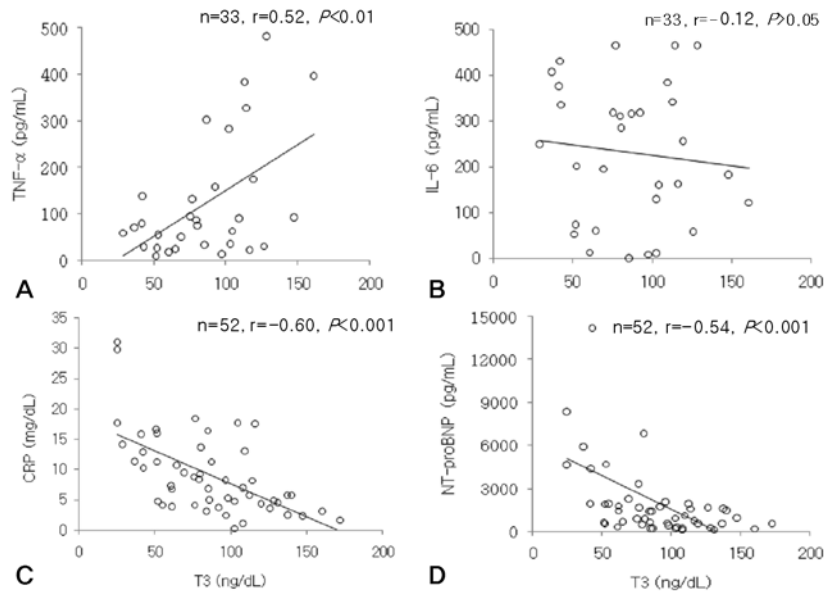 n=33, r=0.52, P<0.01
500
400
300
200
100
0
TNF-α (pg/mL)
0 50 100 150 200
A
n=33, r=-0.12, P>0.05
500
400
300
200
100
0
IL-6 (pg/mL)
0 50 100 150 200
B
n=52, r=-0.60, P<0.001
35
30
25
20
15
10
5
0
CRP (mg/dL)
0 50 100 150 200
T3 (ng/dL)
C
n=52, r=-0.54, P<0.001
15000
12000
9000
6000
3000
0
NT-proBNP (pg/mL)
0 50 100 150 200
T3 (ng/dL)
D